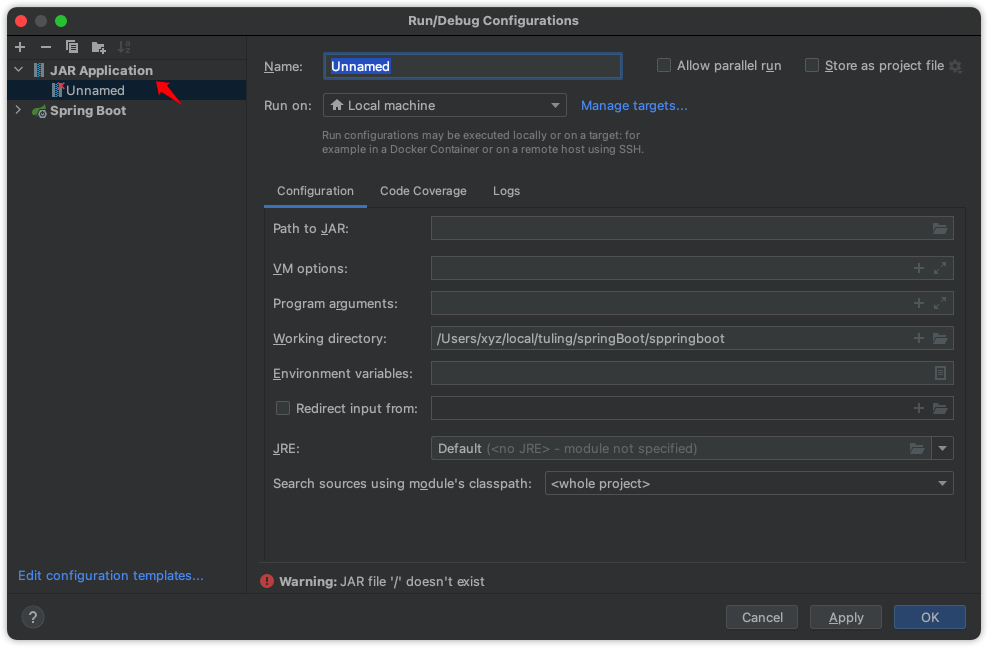 Run/Debug Configurations
JAR Application
Unnamed
Spring Boot
Edit configuration templates...
Name: Unnamed
Allow parallel run
Store as project file
Run on: Local machine
Manage targets...
Run configurations may be executed locally or on a target: for
example in a Docker Container or on a remote host using SSH.
Configuration Code Coverage Logs
Path to JAR:
VM options:
Program arguments:
Working directory: /Users/xyz/local/tuling/springBoot/sppringboot
Environment variables:
Redirect input from:
JRE: Default (<no JRE> - module not specified)
Search sources using module's classpath: <whole project>
Warning: JAR file '/' doesn't exist
? Cancel Apply OK